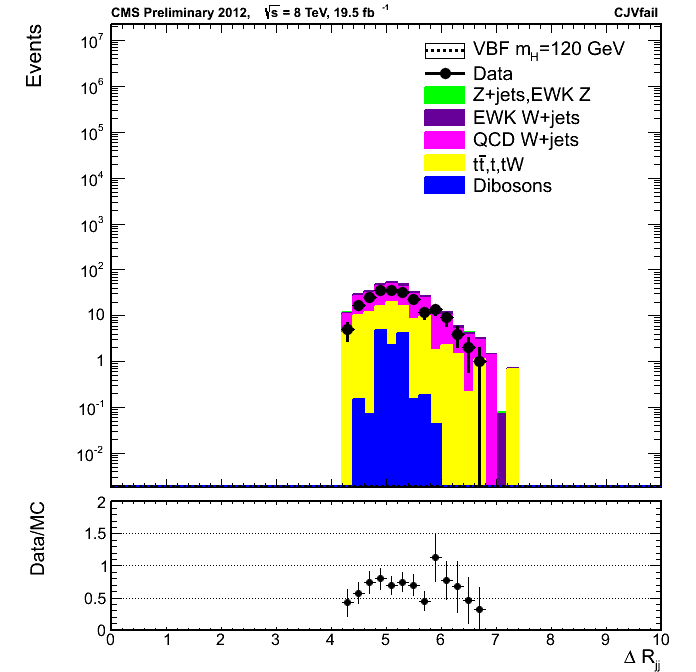 CMS Preliminary 2012, √s = 8 TeV, 19.5 fb⁻¹ CJVfail
Events
10⁷
10⁶
10⁵
10⁴
10³
10²
10
1
10⁻¹
10⁻²
VBF m_H=120 GeV
Data
Z+jets,EWK Z
EWK W+jets
QCD W+jets
tt̅,t,tW
Dibosons
Data/MC
2
1.5
1
0.5
0
0 1 2 3 4 5 6 7 8 9 10
Δ R_jj